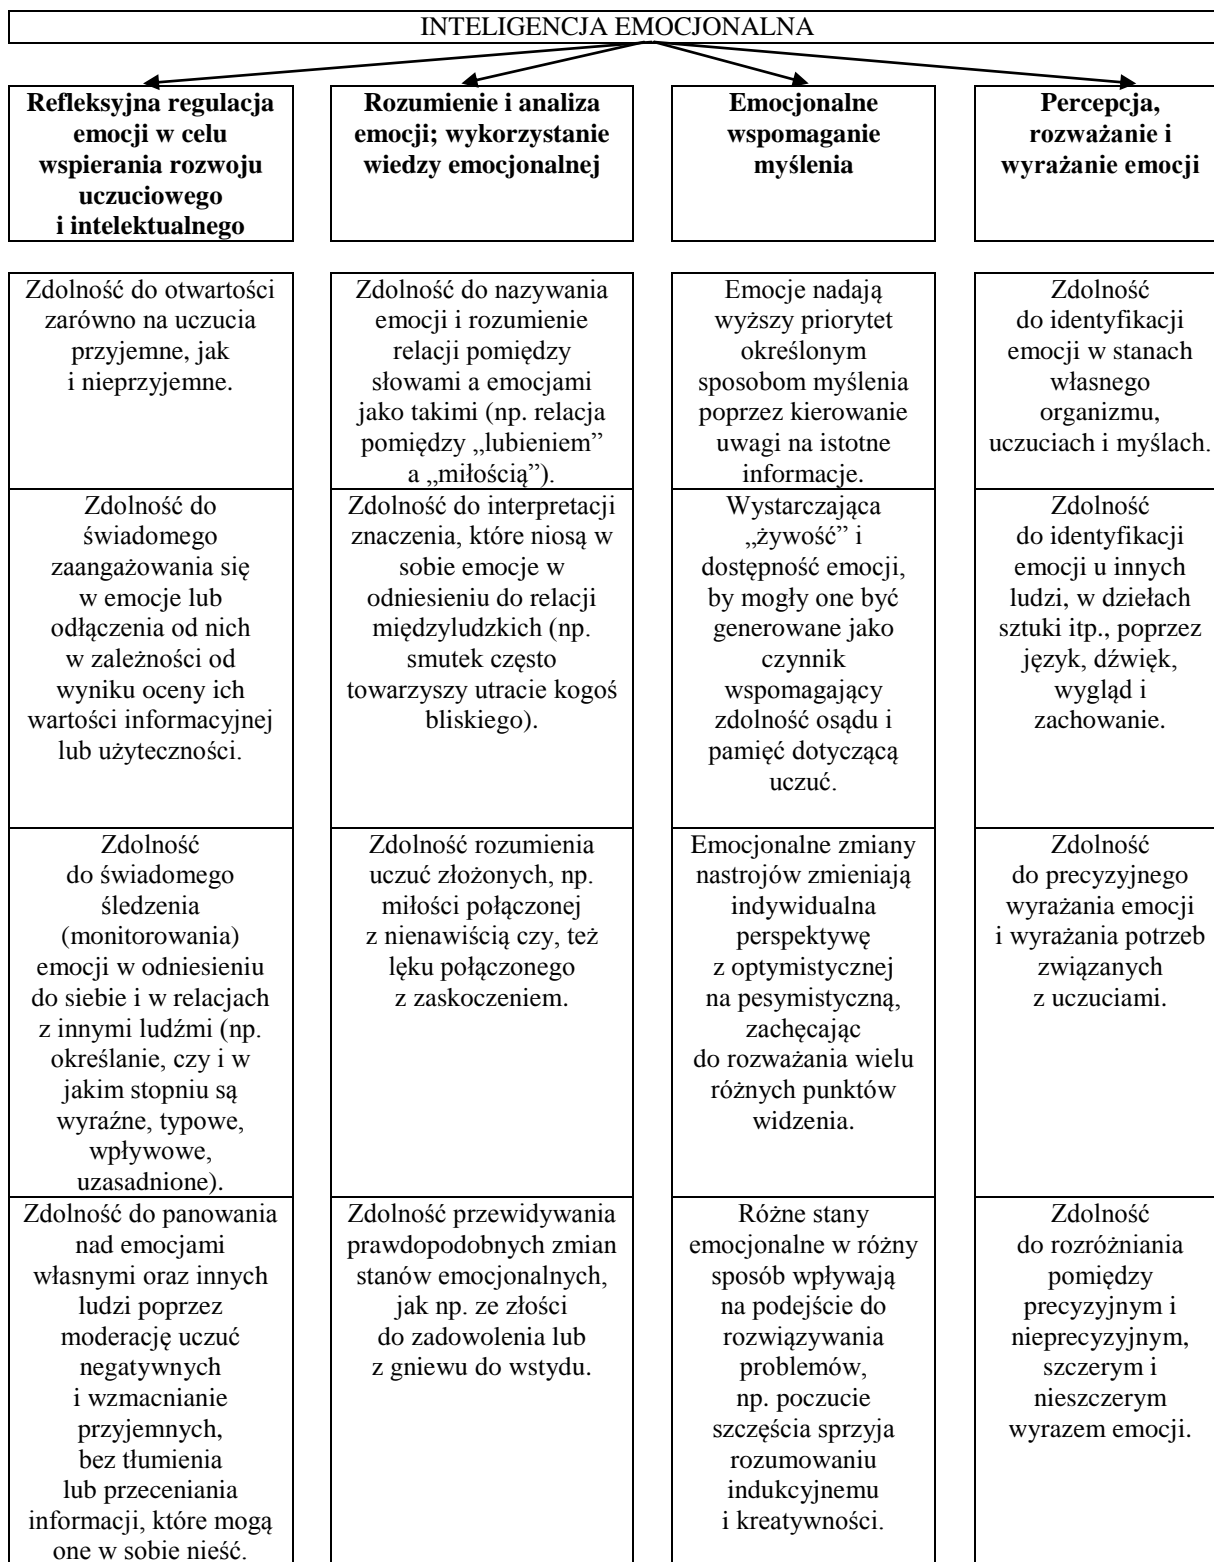 INTELIGENCJA EMOCJONALNA
Refleksyjna regulacja
emocji w celu
wspierania rozwoju
uczuciowego
i intelektualnego
Rozumienie i analiza
emocji; wykorzystanie
wiedzy emocjonalnej
Emocjonalne
wspomaganie
myślenia
Percepcja,
rozważanie i
wyrażanie emocji
Zdolność do otwartości
zarówno na uczucia
przyjemne, jak
i nieprzyjemne.
Zdolność do nazywania
emocji i rozumienie
relacji pomiędzy
słowami a emocjami
jako takimi (np. relacja
pomiędzy „lubieniem”
a „miłością”).
Emocje nadają
wyższy priorytet
określonym
sposobom myślenia
poprzez kierowanie
uwagi na istotne
informacje.
Zdolność
do identyfikacji
emocji w stanach
własnego
organizmu,
uczuciach i myślach.
Zdolność do
świadomego
zaangażowania się
w emocje lub
odłączenia od nich
w zależności od
wyniku oceny ich
wartości informacyjnej
lub użyteczności.
Zdolność do interpretacji
znaczenia, które niosą w
sobie emocje w
odniesieniu do relacji
międzyludzkich (np.
smutek często
towarzyszy utracie kogoś
bliskiego).
Wystarczająca
„żywość” i
dostępność emocji,
by mogły one być
generowane jako
czynnik
wspomagający
zdolność osądu i
pamięć dotyczącą
uczuć.
Zdolność
do identyfikacji
emocji u innych
ludzi, w dziełach
sztuki itp., poprzez
język, dźwięk,
wygląd i
zachowanie.
Zdolność
do świadomego
śledzenia
(monitorowania)
emocji w odniesieniu
do siebie i w relacjach
z innymi ludźmi (np.
określanie, czy i w
jakim stopniu są
wyraźne, typowe,
wpływowe,
uzasadnione).
Zdolność rozumienia
uczuć złożonych, np.
miłości połączonej
z nienawiścią czy, też
lęku połączonego
z zaskoczeniem.
Emocjonalne zmiany
nastrojów zmieniają
indywidualna
perspektywę
z optymistycznej
na pesymistyczną,
zachęcając
do rozważania wielu
różnych punktów
widzenia.
Zdolność
do precyzyjnego
wyrażania emocji
i wyrażania potrzeb
związanych
z uczuciami.
Zdolność do panowania
nad emocjami
własnymi oraz innych
ludzi poprzez
moderację uczuć
negatywnych
i wzmacnianie
przyjemnych,
bez tłumienia
lub przeceniania
informacji, które mogą
one w sobie nieść.
Zdolność przewidywania
prawdopodobnych zmian
stanów emocjonalnych,
jak np. ze złości
do zadowolenia lub
z gniewu do wstydu.
Różne stany
emocjonalne w różny
sposób wpływają
na podejście do
rozwiązywania
problemów,
np. poczucie
szczęścia sprzyja
rozumowaniu
indukcyjnemu
i kreatywności.
Zdolność
do rozróżniania
pomiędzy
precyzyjnym i
nieprecyzyjnym,
szczerym i
nieszczerym
wyrazem emocji.